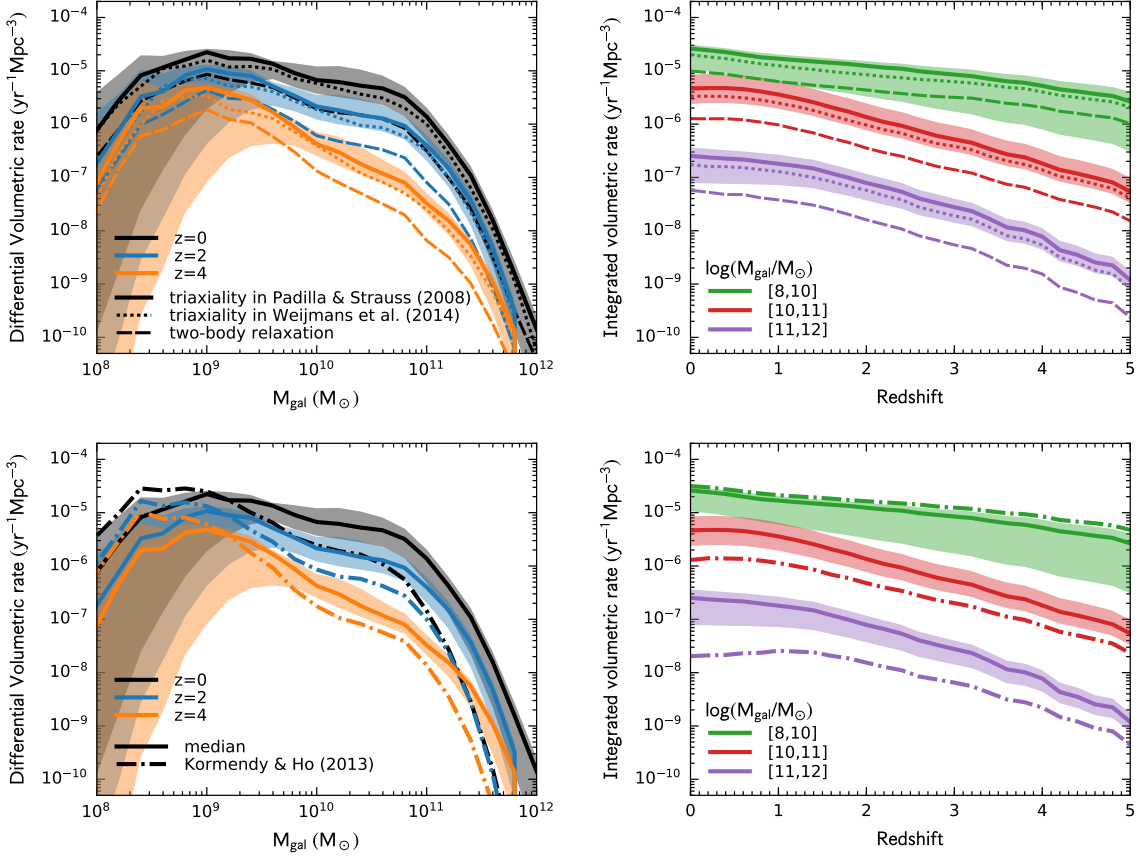 Differential Volumetric rate (yr⁻¹Mpc⁻³)
10⁻⁴
10⁻⁵
10⁻⁶
10⁻⁷
10⁻⁸
10⁻⁹
10⁻¹⁰
z=0
z=2
z=4
triaxiality in Padilla & Strauss (2008)
triaxiality in Weijmans et al. (2014)
two-body relaxation
10⁸ 10⁹ 10¹⁰ 10¹¹ 10¹²
M_gal (M_⊙)
Integrated volumetric rate (yr⁻¹Mpc⁻³)
10⁻⁴
10⁻⁵
10⁻⁶
10⁻⁷
10⁻⁸
10⁻⁹
10⁻¹⁰
log(M_gal/M_⊙)
[8,10]
[10,11]
[11,12]
0 1 2 3 4 5
Redshift
Differential Volumetric rate (yr⁻¹Mpc⁻³)
10⁻⁴
10⁻⁵
10⁻⁶
10⁻⁷
10⁻⁸
10⁻⁹
10⁻¹⁰
z=0
z=2
z=4
median
Kormendy & Ho (2013)
10⁸ 10⁹ 10¹⁰ 10¹¹ 10¹²
M_gal (M_⊙)
Integrated volumetric rate (yr⁻¹Mpc⁻³)
10⁻⁴
10⁻⁵
10⁻⁶
10⁻⁷
10⁻⁸
10⁻⁹
10⁻¹⁰
log(M_gal/M_⊙)
[8,10]
[10,11]
[11,12]
0 1 2 3 4 5
Redshift